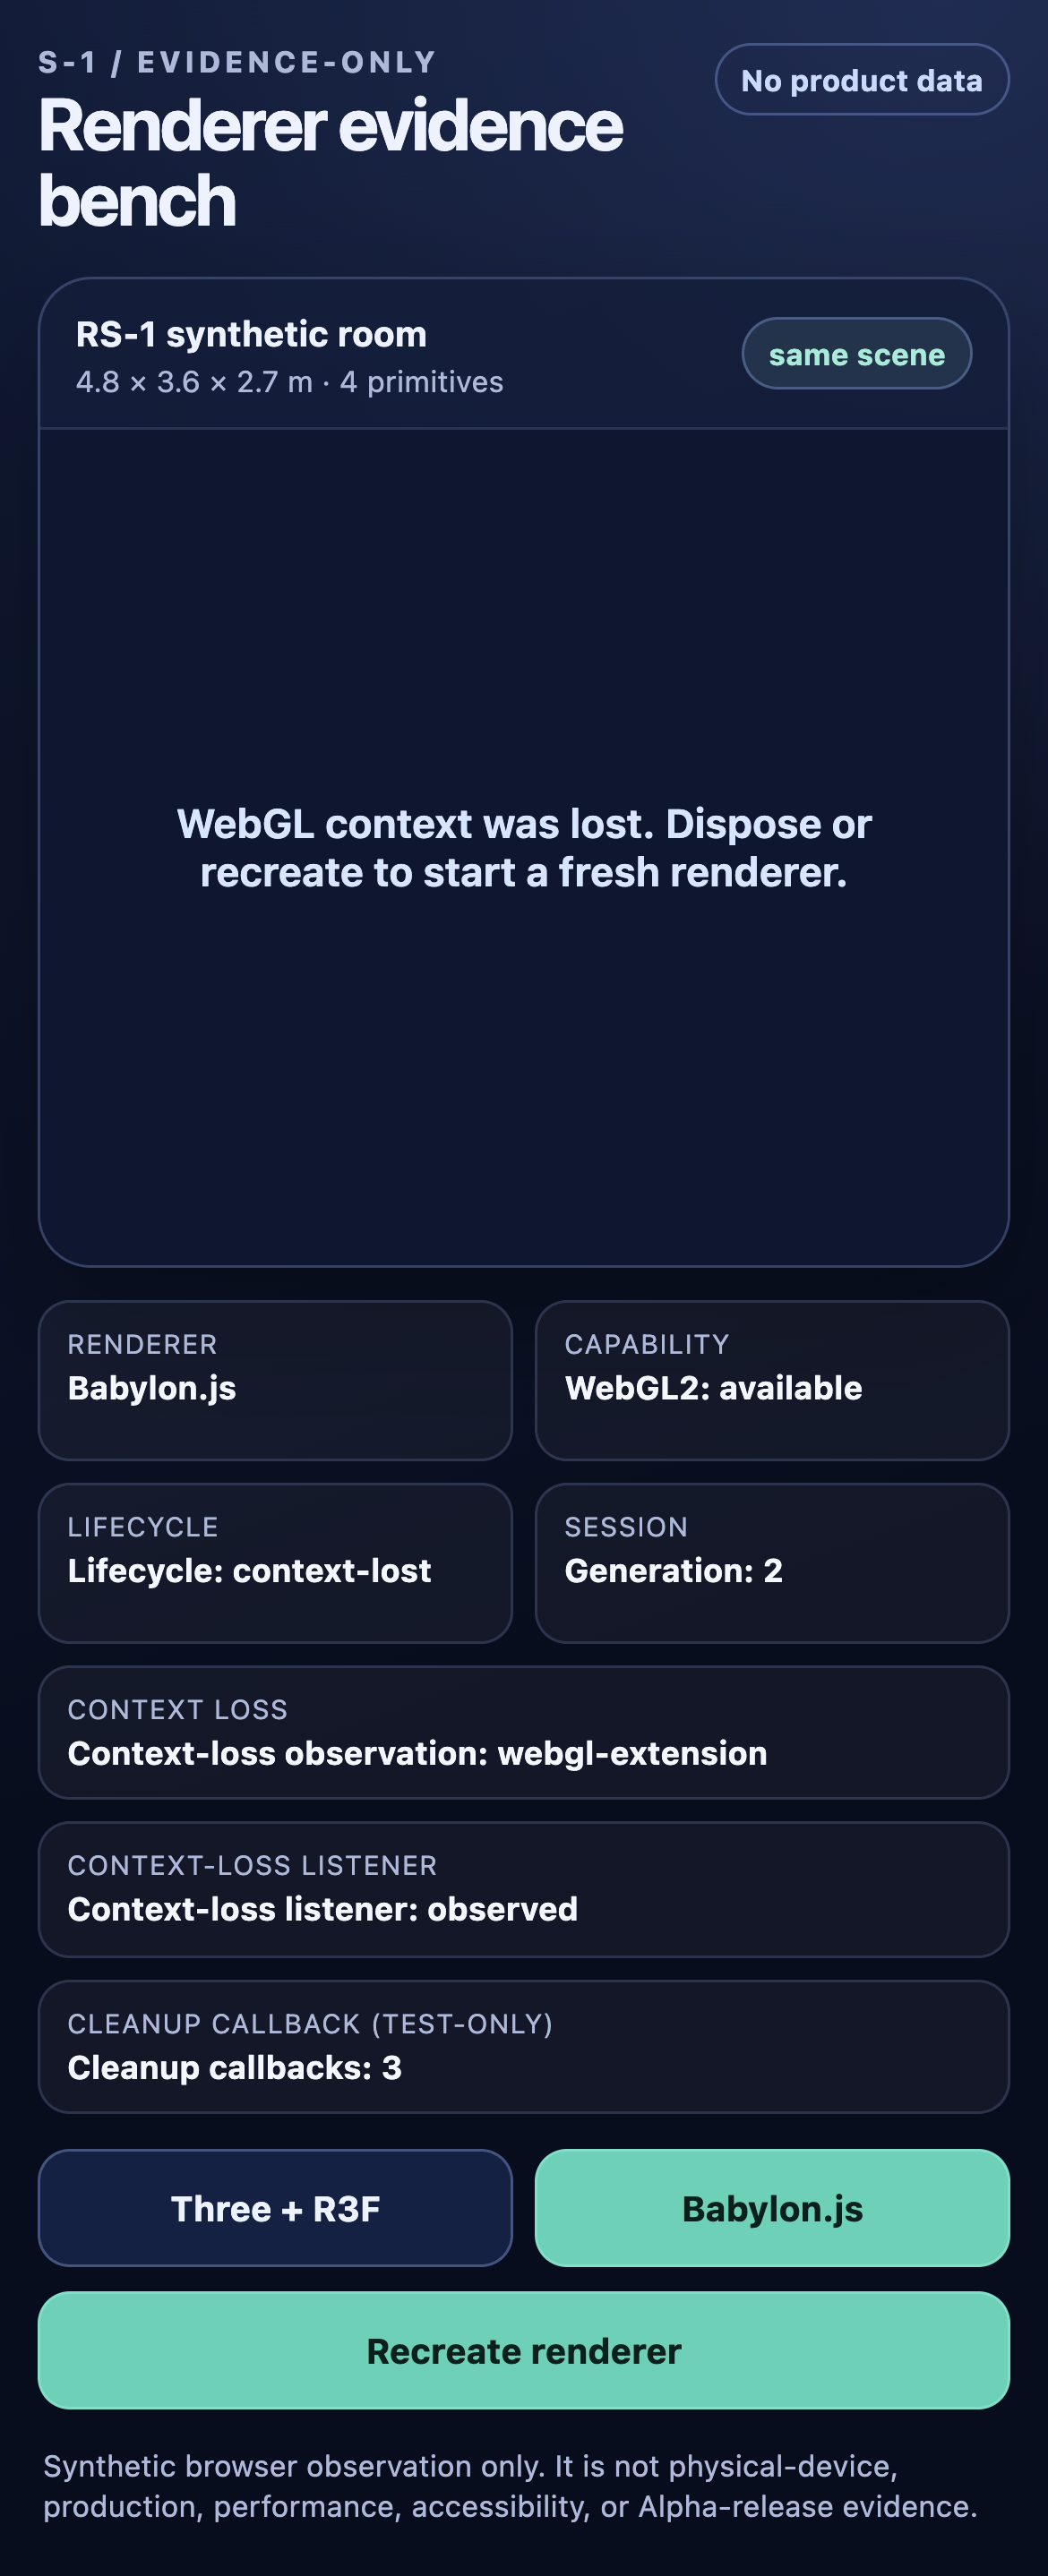 S-1 / EVIDENCE-ONLY
No product data
Renderer evidence
bench
RS-1 synthetic room
4.8 × 3.6 × 2.7 m · 4 primitives
same scene
WebGL context was lost. Dispose or
recreate to start a fresh renderer.
RENDERER
Babylon.js
CAPABILITY
WebGL2: available
LIFECYCLE
Lifecycle: context-lost
SESSION
Generation: 2
CONTEXT LOSS
Context-loss observation: webgl-extension
CONTEXT-LOSS LISTENER
Context-loss listener: observed
CLEANUP CALLBACK (TEST-ONLY)
Cleanup callbacks: 3
Three + R3F
Babylon.js
Recreate renderer
Synthetic browser observation only. It is not physical-device,
production, performance, accessibility, or Alpha-release evidence.